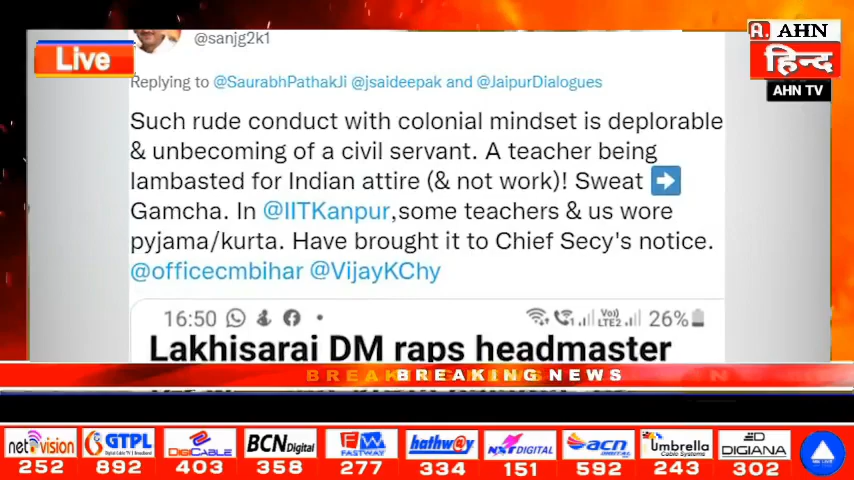 @sanjg2k1
Live
A. AHN
हिन्द
AHN TV
Replying to @SaurabhPathakJi @jsaideepak and @JaipurDialogues
Such rude conduct with colonial mindset is deplorable
& unbecoming of a civil servant. A teacher being
lambasted for Indian attire (& not work)! Sweat ➡
Gamcha. In @IITKanpur,some teachers & us wore
pyjama/kurta. Have brought it to Chief Secy's notice.
@officecmbihar @VijayKChy
16:50 26%
Lakhisarai DM raps headmaster
BREAKING NEWS
netvision GTPL DIGICABLE BCN Digital FASTWAY hathway NXTDIGITAL acn DIGITAL umbrella Cable Systems DIGIANA
252 892 403 358 277 334 151 592 243 302